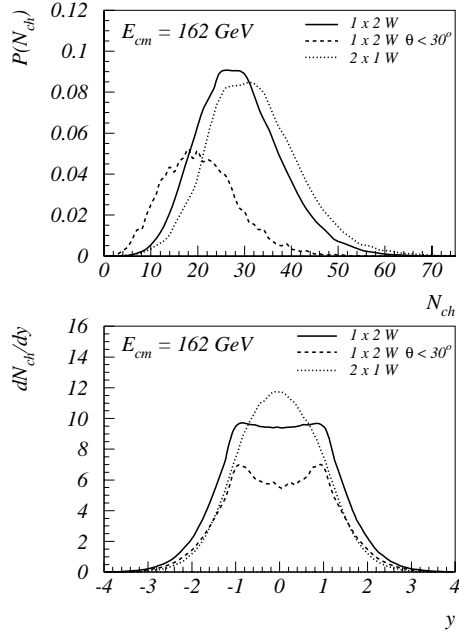 P(N_ch)
0.12
0.1
0.08
0.06
0.04
0.02
0
E_cm = 162 GeV
1 x 2 W
1 x 2 W θ < 30°
2 x 1 W
0 10 20 30 40 50 60 70
N_ch
dN_ch/dy
16
14
12
10
8
6
4
2
0
E_cm = 162 GeV
1 x 2 W
1 x 2 W θ < 30°
2 x 1 W
-4 -3 -2 -1 0 1 2 3 4
y